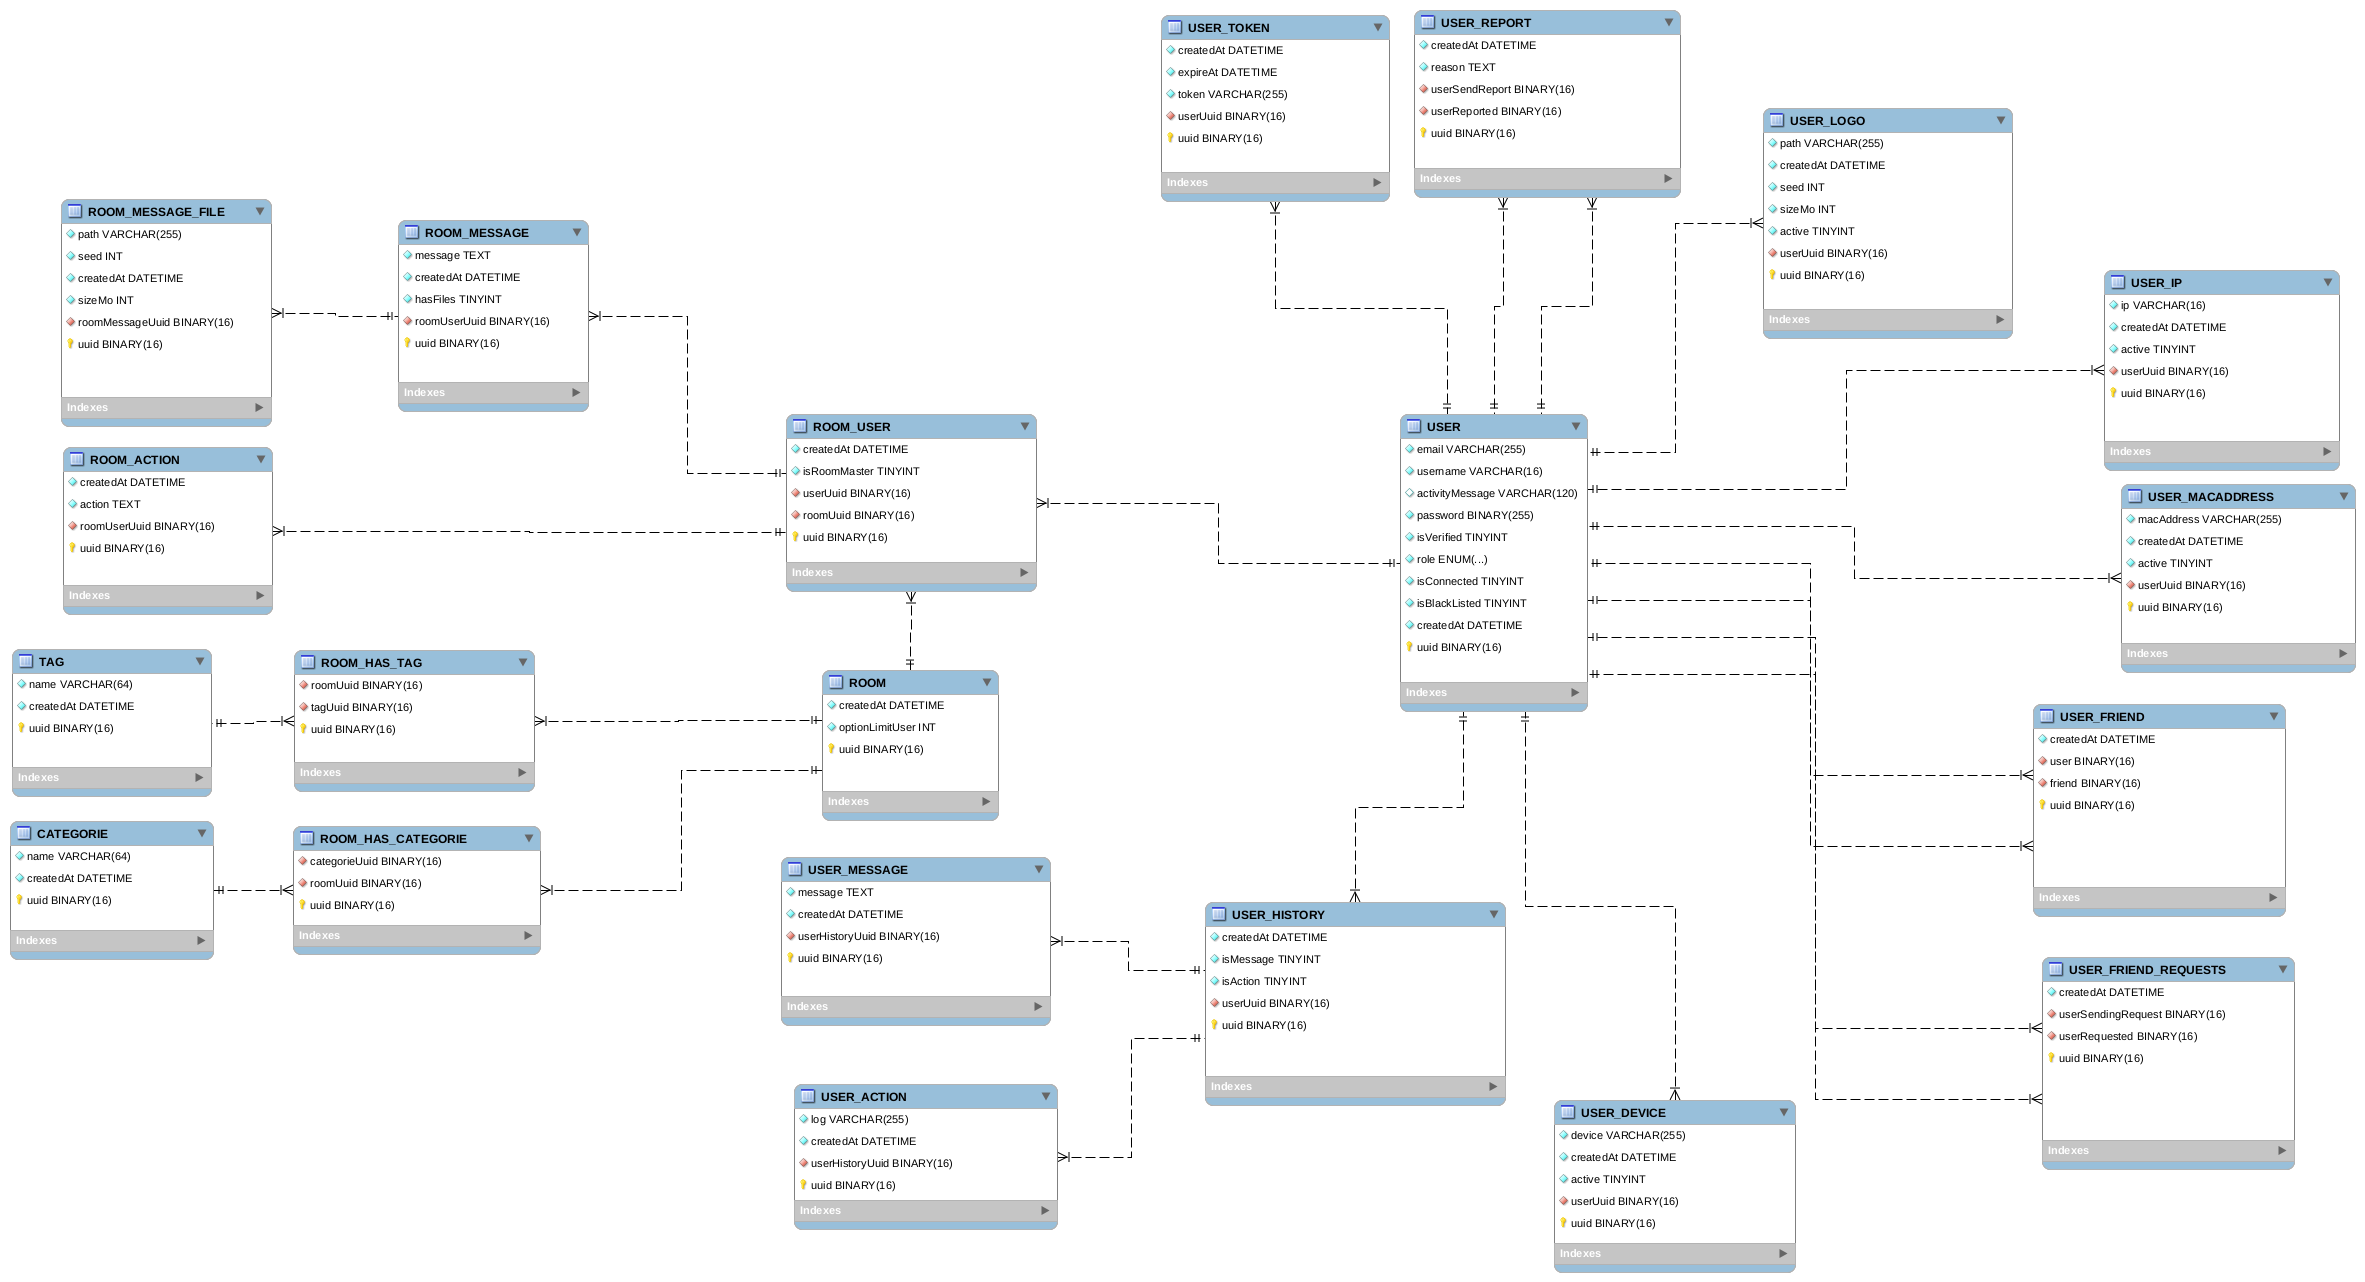 USER_TOKEN
createdAt DATETIME
expireAt DATETIME
token VARCHAR(255)
userUuid BINARY(16)
uuid BINARY(16)
Indexes
USER_REPORT
createdAt DATETIME
reason TEXT
userSendReport BINARY(16)
userReported BINARY(16)
uuid BINARY(16)
Indexes
USER_LOGO
path VARCHAR(255)
createdAt DATETIME
seed INT
sizeMo INT
active TINYINT
userUuid BINARY(16)
uuid BINARY(16)
Indexes
ROOM_MESSAGE_FILE
path VARCHAR(255)
seed INT
createdAt DATETIME
sizeMo INT
roomMessageUuid BINARY(16)
uuid BINARY(16)
Indexes
ROOM_MESSAGE
message TEXT
createdAt DATETIME
hasFiles TINYINT
roomUserUuid BINARY(16)
uuid BINARY(16)
Indexes
USER_IP
ip VARCHAR(16)
createdAt DATETIME
active TINYINT
userUuid BINARY(16)
uuid BINARY(16)
Indexes
ROOM_USER
createdAt DATETIME
isRoomMaster TINYINT
userUuid BINARY(16)
roomUuid BINARY(16)
uuid BINARY(16)
Indexes
USER
email VARCHAR(255)
username VARCHAR(16)
activityMessage VARCHAR(120)
password BINARY(255)
isVerified TINYINT
role ENUM(...)
isConnected TINYINT
isBlackListed TINYINT
createdAt DATETIME
uuid BINARY(16)
Indexes
ROOM_ACTION
createdAt DATETIME
action TEXT
roomUserUuid BINARY(16)
uuid BINARY(16)
Indexes
USER_MACADDRESS
macAddress VARCHAR(255)
createdAt DATETIME
active TINYINT
userUuid BINARY(16)
uuid BINARY(16)
Indexes
TAG
name VARCHAR(64)
createdAt DATETIME
uuid BINARY(16)
Indexes
ROOM_HAS_TAG
roomUuid BINARY(16)
tagUuid BINARY(16)
uuid BINARY(16)
Indexes
ROOM
createdAt DATETIME
optionLimitUser INT
uuid BINARY(16)
Indexes
USER_FRIEND
createdAt DATETIME
user BINARY(16)
friend BINARY(16)
uuid BINARY(16)
Indexes
CATEGORIE
name VARCHAR(64)
createdAt DATETIME
uuid BINARY(16)
Indexes
ROOM_HAS_CATEGORIE
categorieUuid BINARY(16)
roomUuid BINARY(16)
uuid BINARY(16)
Indexes
USER_MESSAGE
message TEXT
createdAt DATETIME
userHistoryUuid BINARY(16)
uuid BINARY(16)
Indexes
USER_HISTORY
createdAt DATETIME
isMessage TINYINT
isAction TINYINT
userUuid BINARY(16)
uuid BINARY(16)
Indexes
USER_FRIEND_REQUESTS
createdAt DATETIME
userSendingRequest BINARY(16)
userRequested BINARY(16)
uuid BINARY(16)
Indexes
USER_ACTION
log VARCHAR(255)
createdAt DATETIME
userHistoryUuid BINARY(16)
uuid BINARY(16)
Indexes
USER_DEVICE
device VARCHAR(255)
createdAt DATETIME
active TINYINT
userUuid BINARY(16)
uuid BINARY(16)
Indexes